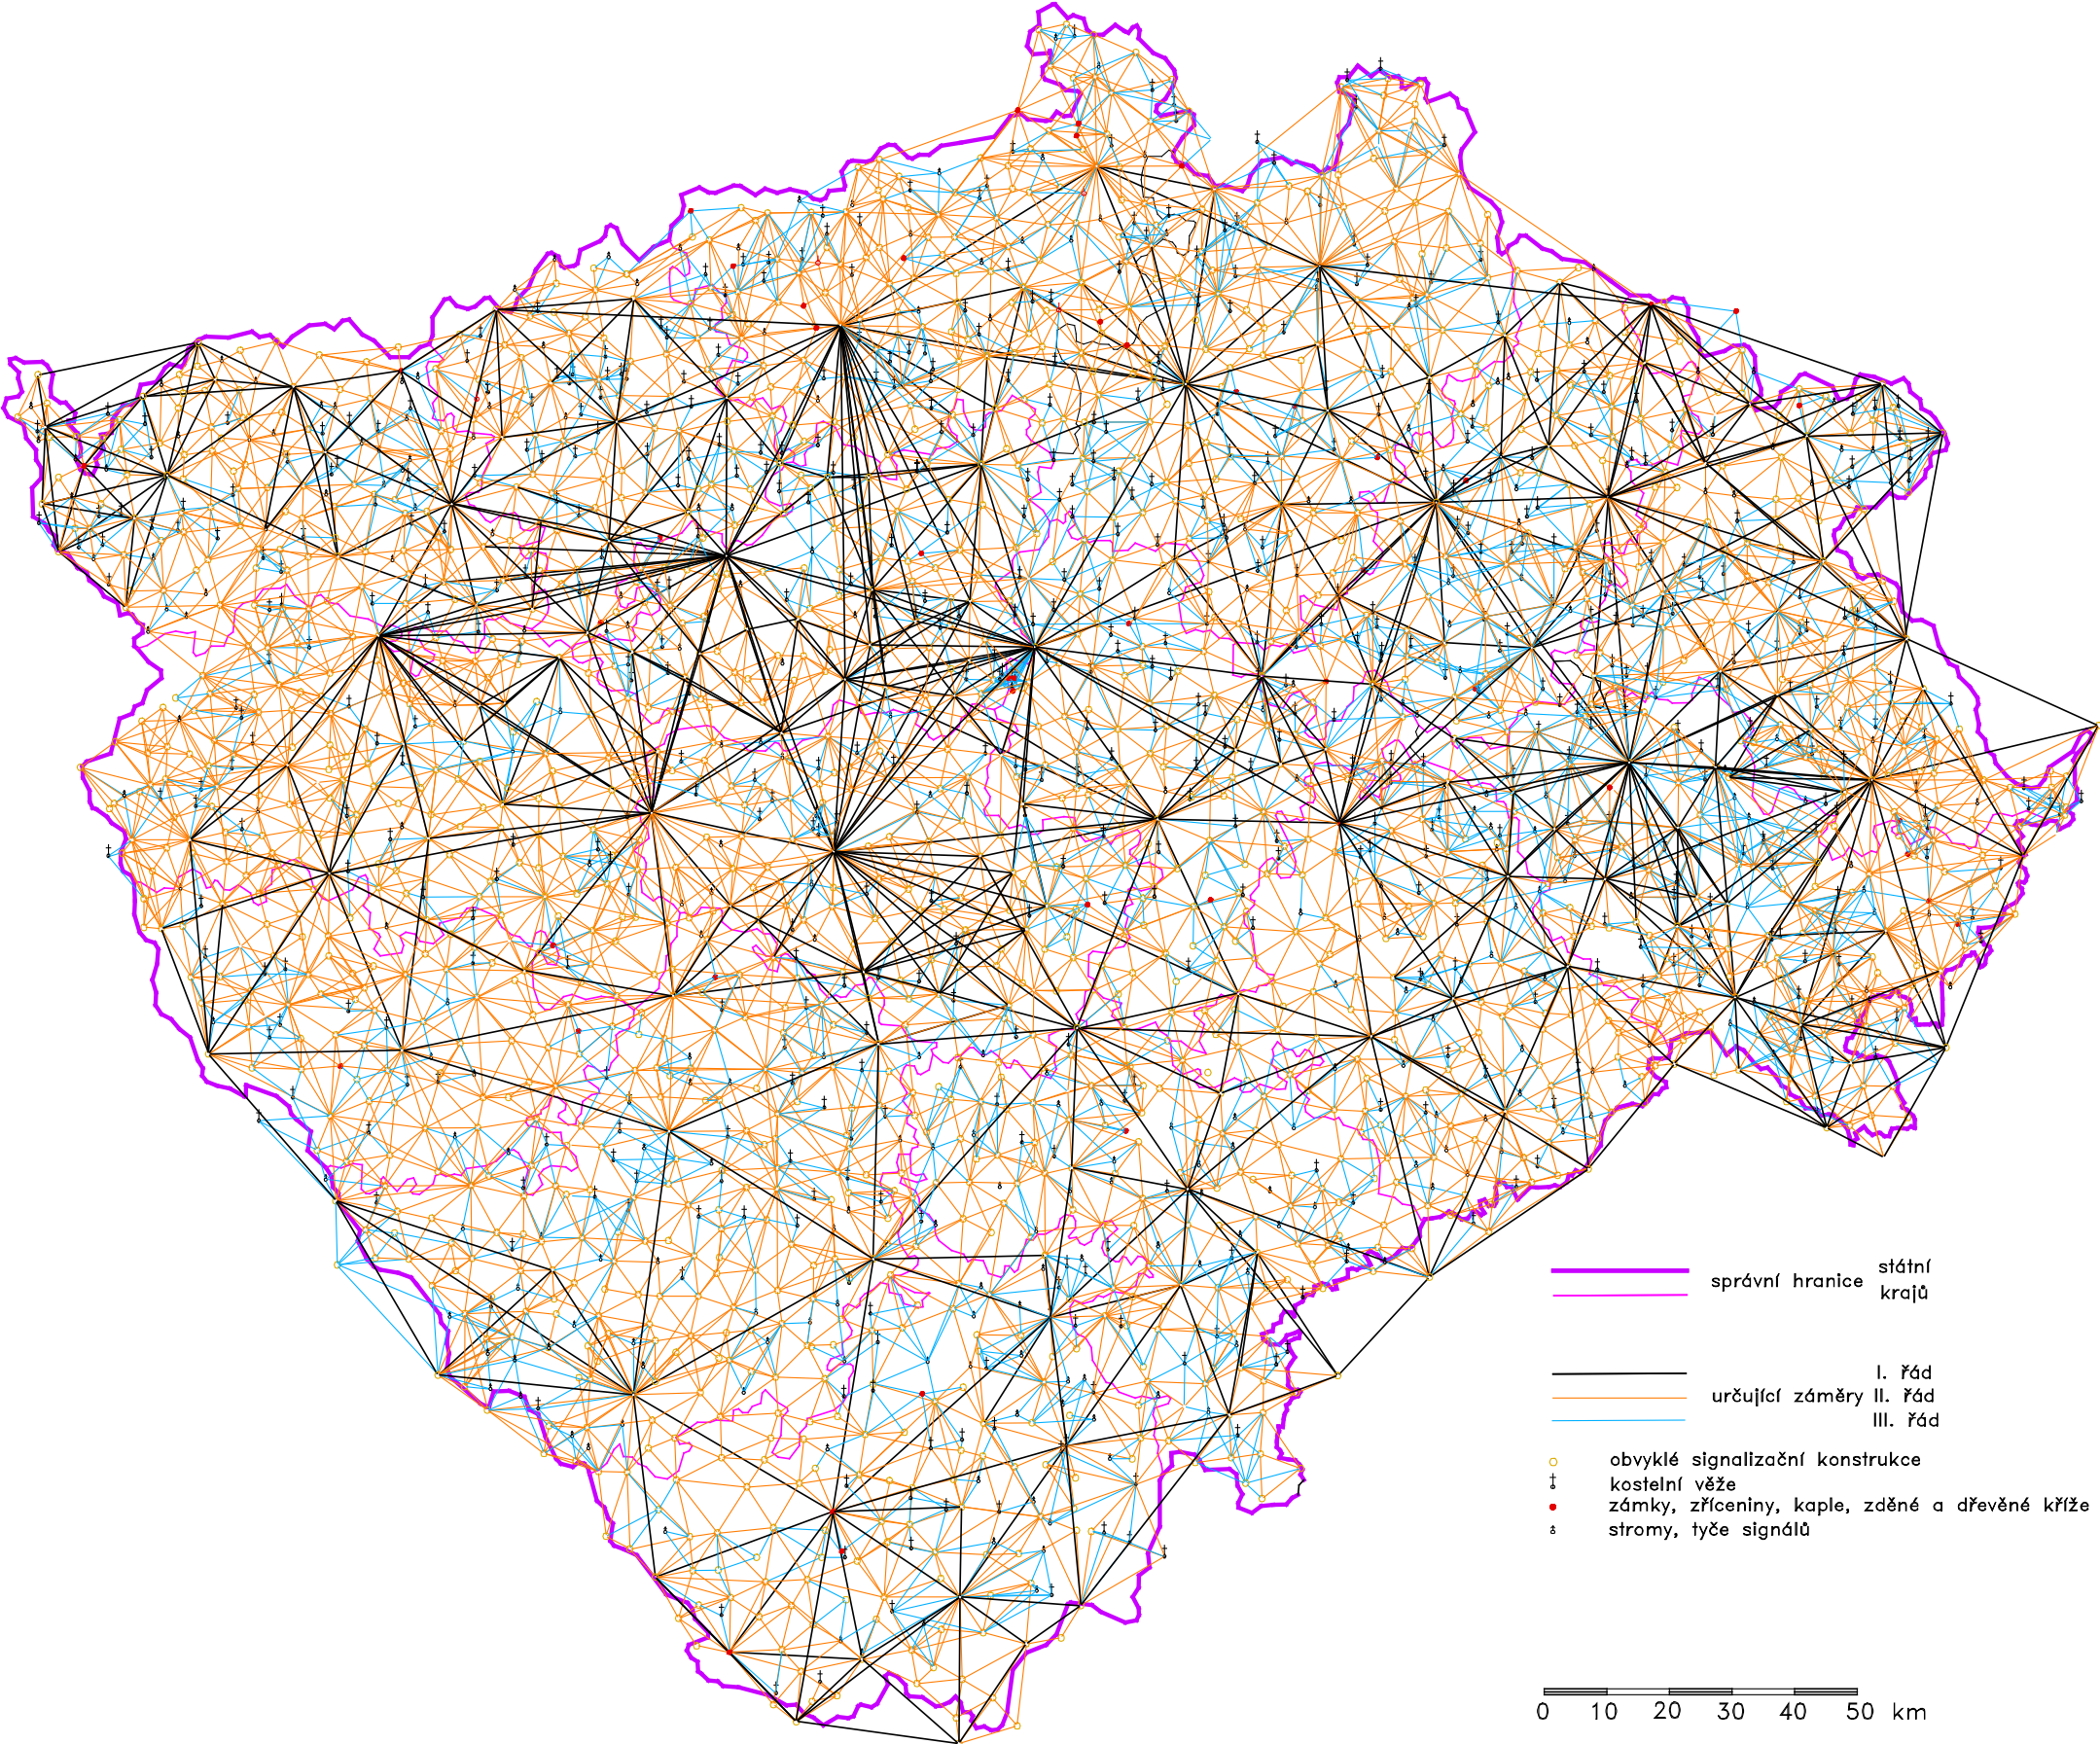 státní
správní hranice
krajů
I. řád
určující záměry II. řád
III. řád
obvyklé signalizační konstrukce
kostelní věže
zámky, zříceniny, kaple, zděné a dřevěné kříže
stromy, tyče signálů
0 10 20 30 40 50 km